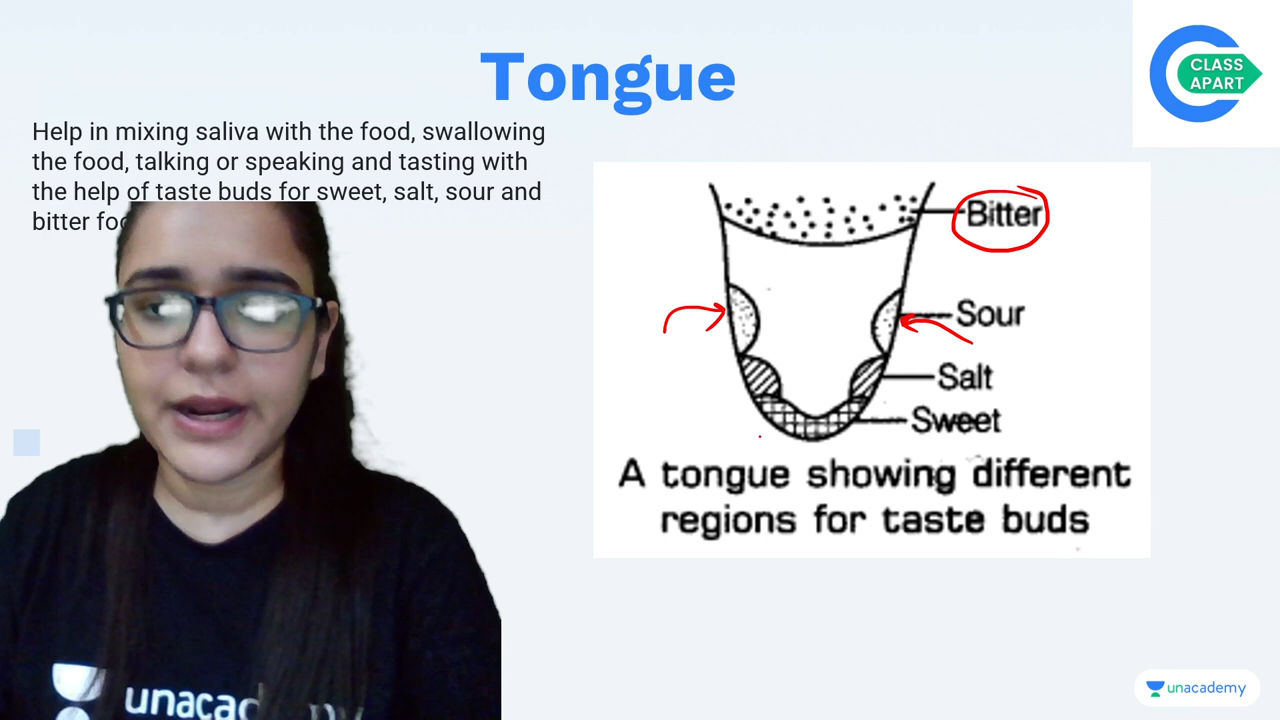 Tongue
CLASS
APART
Help in mixing saliva with the food, swallowing
the food, talking or speaking and tasting with
the help of taste buds for sweet, salt, sour and
bitter
Bitter
Sour
Salt
Sweet
A tongue showing different
regions for taste buds
unacademy